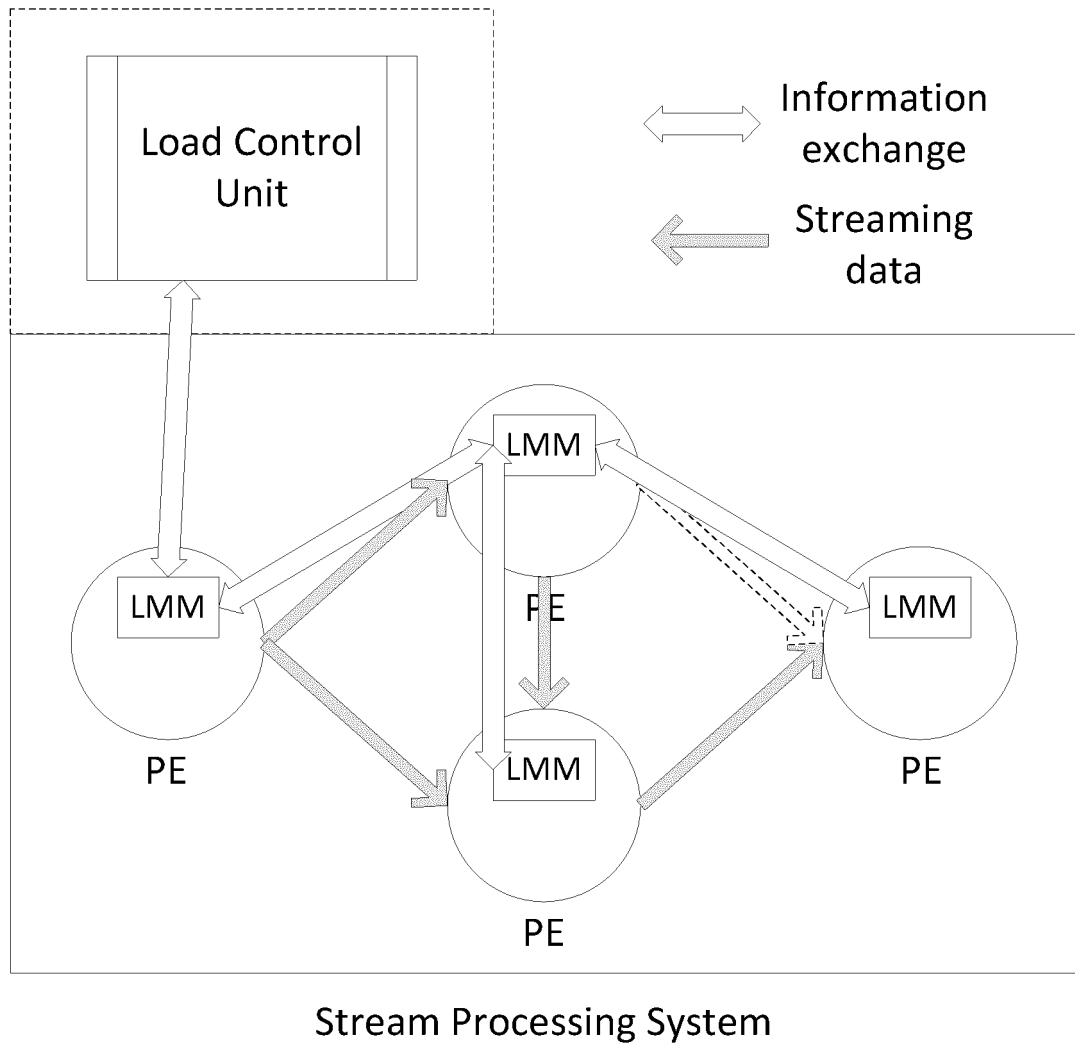 Load Control
Unit
Information
exchange
Streaming
data
LMM
PE
LMM
PE
LMM
PE
LMM
PE
Stream Processing System